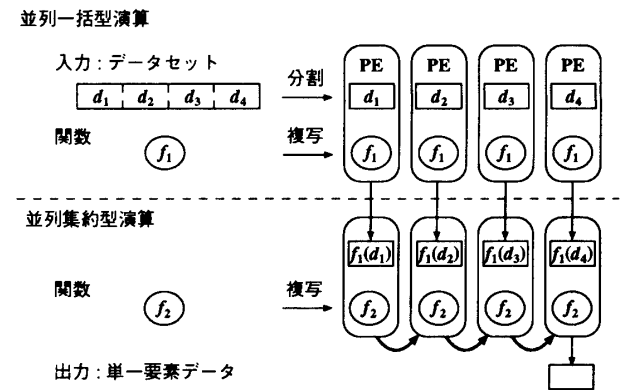 並列一括型演算
入力：データセット
d1 d2 d3 d4
分割
PE PE PE PE
d1 d2 d3 d4
関数
f1
複写
f1 f1 f1 f1
並列集約型演算
f1(d1) f1(d2) f1(d3) f1(d4)
関数
f2
複写
f2 f2 f2 f2
出力：単一要素データ